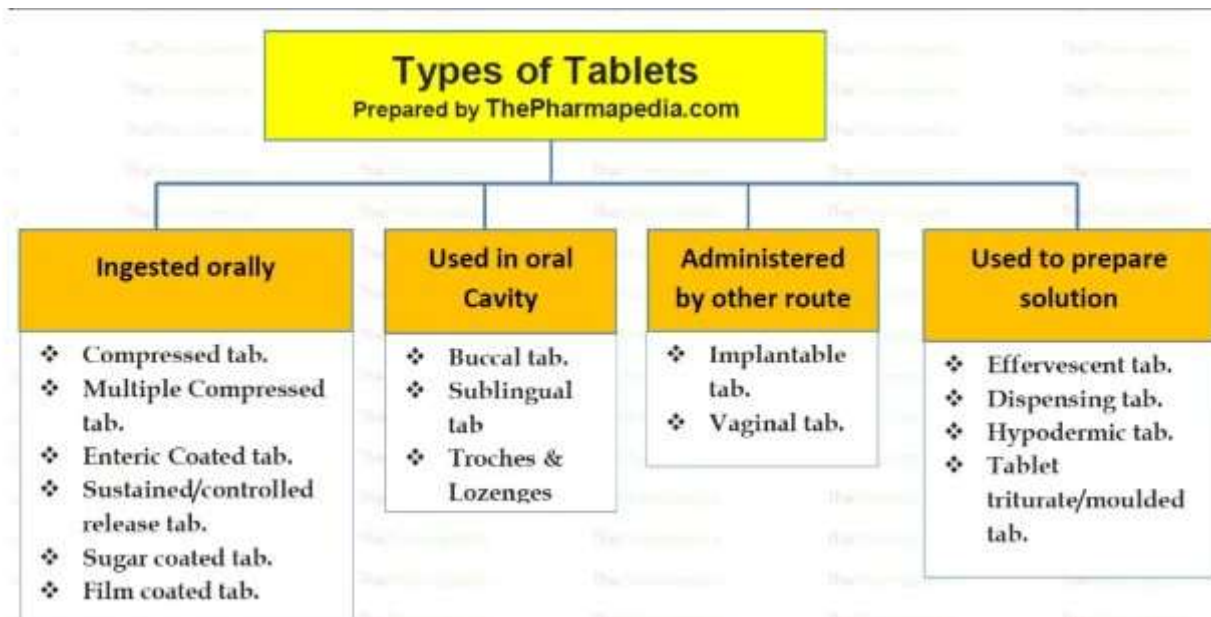 Types of Tablets
Prepared by ThePharmapedia.com
Ingested orally
❖ Compressed tab.
❖ Multiple Compressed
tab.
❖ Enteric Coated tab.
❖ Sustained/controlled
release tab.
❖ Sugar coated tab.
❖ Film coated tab.
Used in oral
Cavity
❖ Buccal tab.
❖ Sublingual
tab
❖ Troches &
Lozenges
Administered
by other route
❖ Implantable
tab.
❖ Vaginal tab.
Used to prepare
solution
❖ Effervescent tab.
❖ Dispensing tab.
❖ Hypodermic tab.
❖ Tablet
triturate/moulded
tab.